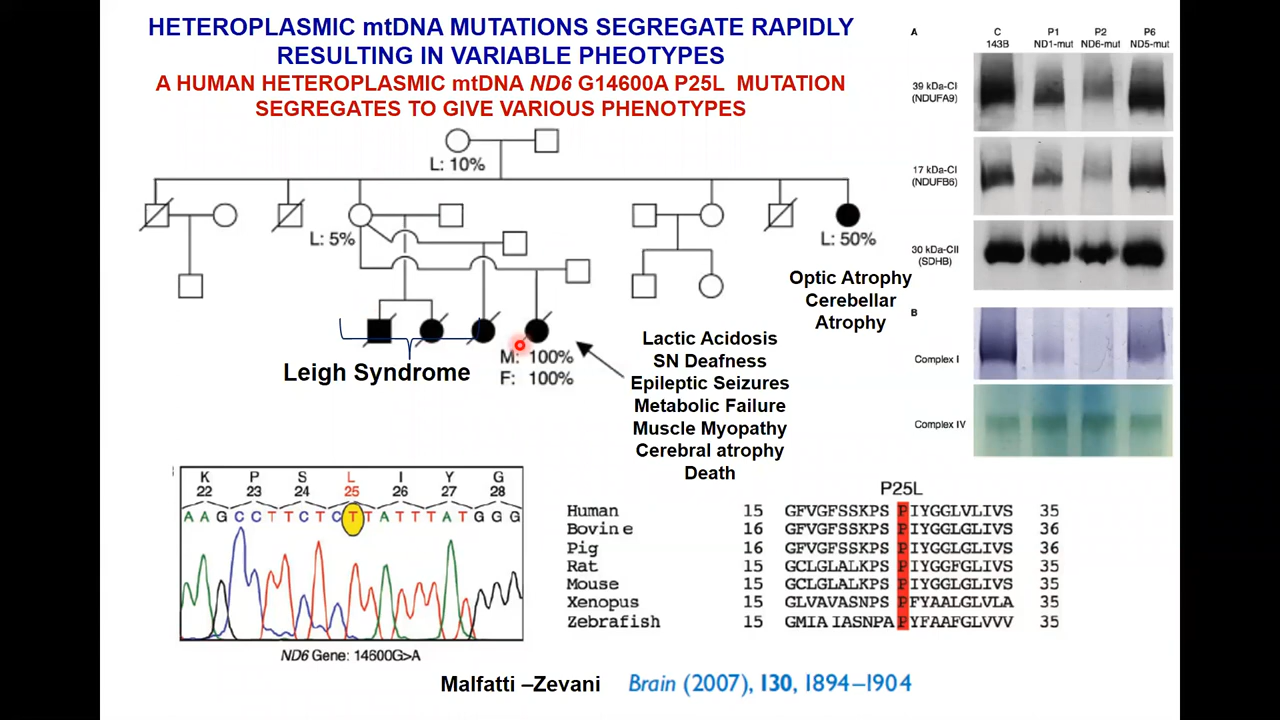 HETEROPLASMIC mtDNA MUTATIONS SEGREGATE RAPIDLY
RESULTING IN VARIABLE PHEOTYPES
A HUMAN HETEROPLASMIC mtDNA ND6 G14600A P25L MUTATION
SEGREGATES TO GIVE VARIOUS PHENOTYPES
L: 10%
L: 5%
L: 50%
Optic Atrophy
Cerebellar
Atrophy
Leigh Syndrome
M: 100%
F: 100%
Lactic Acidosis
SN Deafness
Epileptic Seizures
Metabolic Failure
Muscle Myopathy
Cerebral atrophy
Death
A
C P1 P2 P6
143B ND1-mut ND6-mut ND5-mut
39 kDa-CI
(NDUFA9)
17 kDa-CI
(NDUFB6)
30 kDa-CII
(SDHB)
B
Complex I
Complex IV
K P S L I Y G
22 23 24 25 26 27 28
A A G C C T T C T C T T A T T T A T G G G
ND6 Gene: 14600G>A
P25L
Human 15 GFVGFSSKPS P IYGGLVLIVS 35
Bovine 16 GFVGFSSKPS P IYGGLGLIVS 36
Pig 16 GFVGFSSKPS P IYGGLGLIVS 36
Rat 15 GCLGLALKPS P IYGGFGLIVS 35
Mouse 15 GCLGLALKPS P IYGGLGLIVS 35
Xenopus 15 GLVAVASNPS P FYAALGLVLA 35
Zebrafish 15 GMIAIASNPA P YFAAFGLVVV 35
Malfatti –Zevani Brain (2007), 130, 1894–1904